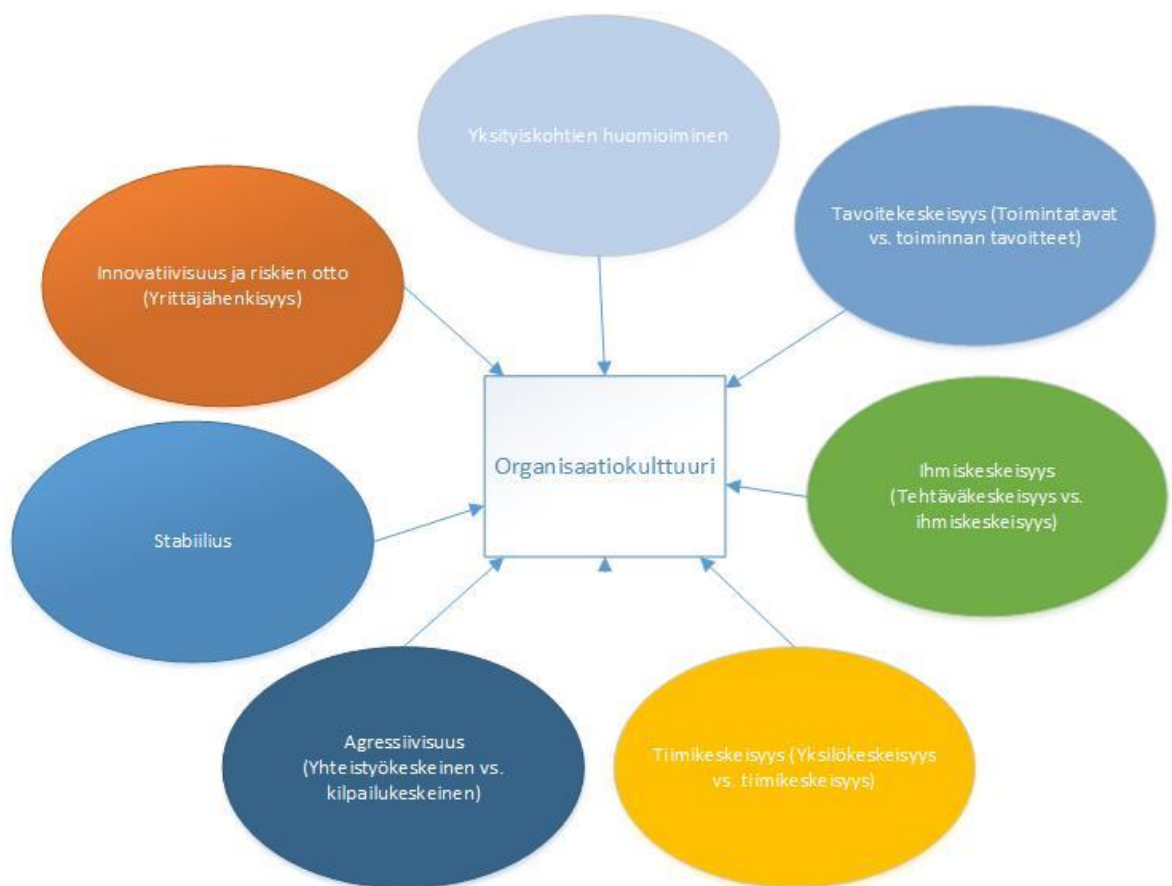 Yksityiskohtien huomioiminen
Tavoitekeskeisyys (Toimintatavat
vs. toiminnan tavoitteet)
Innovatiivisuus ja riskien otto
(Yrittäjähenkisyys)
Organisaatiokulttuuri
Ihmiskeskeisyys
(Tehtäväkeskeisyys vs.
ihmiskeskeisyys)
Stabiilius
Agressiivisuus
(Yhteistyökeskeinen vs.
kilpailukeskeinen)
Tiimikeskeisyys (Yksilökeskeisyys
vs. tiimikeskeisyys)